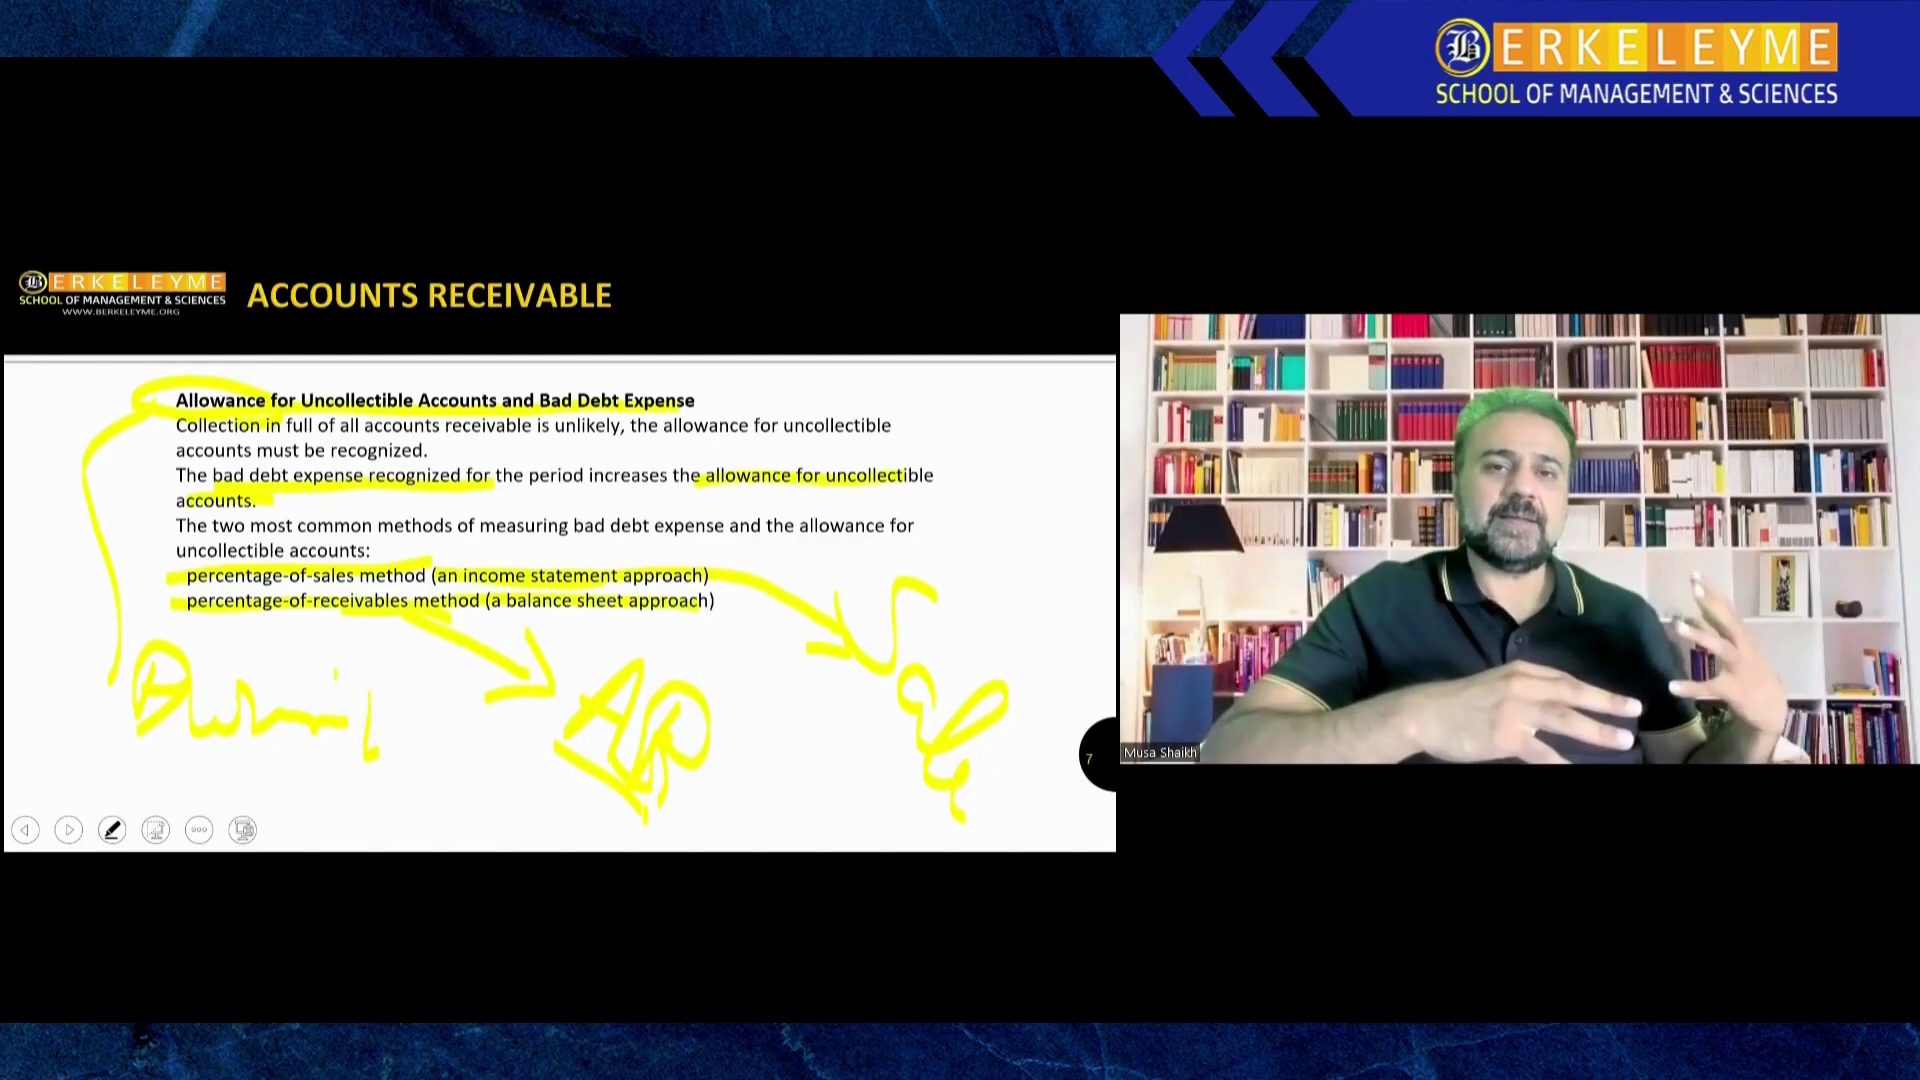 BERKELEYME
SCHOOL OF MANAGEMENT & SCIENCES
BERKELEYME
SCHOOL OF MANAGEMENT & SCIENCES
WWW.BERKELEYME.ORG
ACCOUNTS RECEIVABLE
Allowance for Uncollectible Accounts and Bad Debt Expense
Collection in full of all accounts receivable is unlikely, the allowance for uncollectible
accounts must be recognized.
The bad debt expense recognized for the period increases the allowance for uncollectible
accounts.
The two most common methods of measuring bad debt expense and the allowance for
uncollectible accounts:
percentage-of-sales method (an income statement approach)
percentage-of-receivables method (a balance sheet approach)
AR
Sales
7
Musa Shaikh